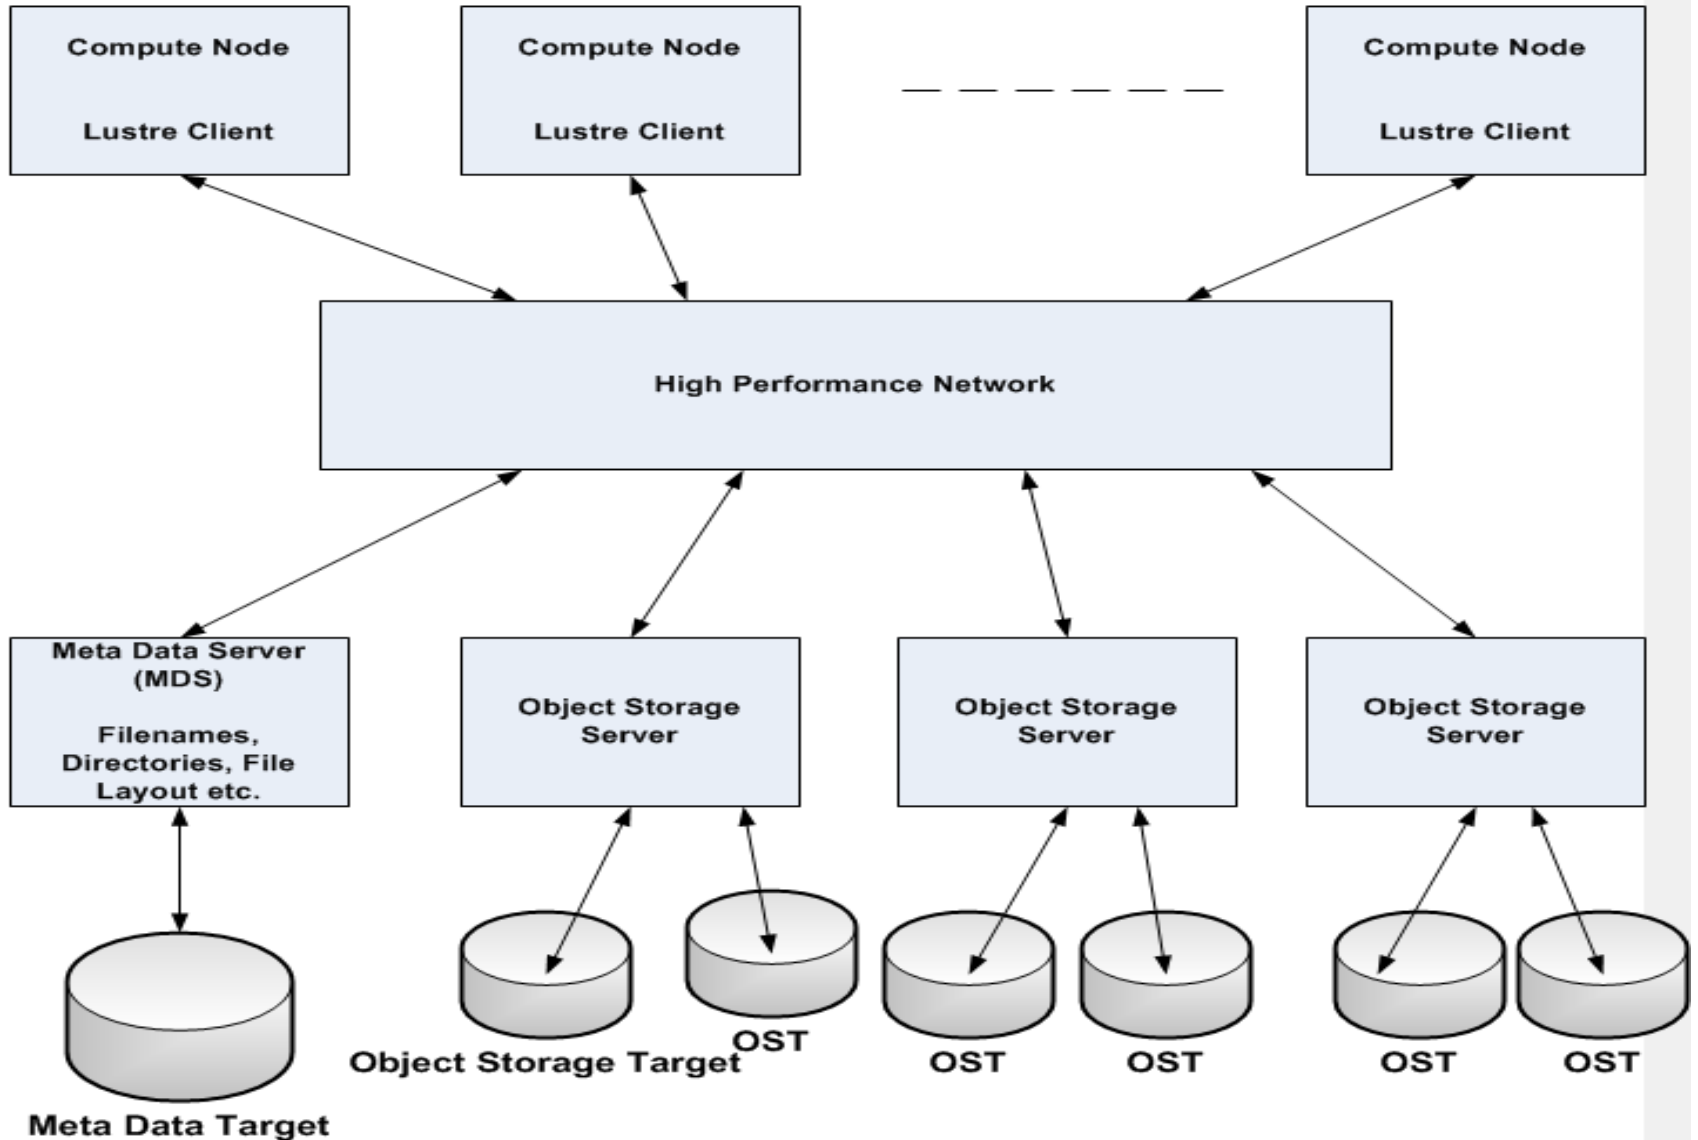 Compute Node
Lustre Client
Compute Node
Lustre Client
Compute Node
Lustre Client
High Performance Network
Meta Data Server
(MDS)
Filenames,
Directories, File
Layout etc.
Object Storage
Server
Object Storage
Server
Object Storage
Server
Meta Data Target
Object Storage Target
OST
OST
OST
OST
OST